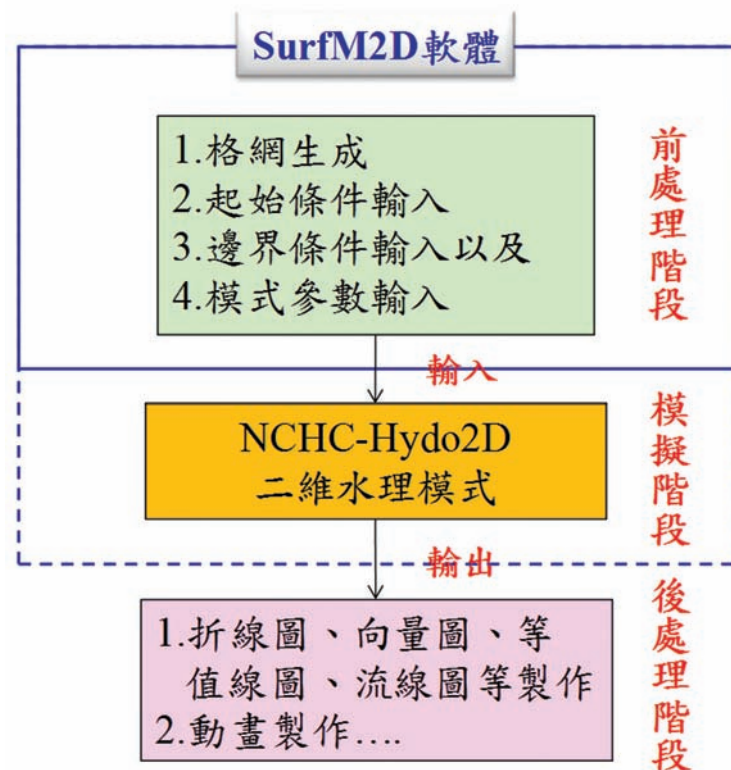 SurfM2D軟體
1.格網生成
2.起始條件輸入
3.邊界條件輸入以及
4.模式參數輸入
前處理階段
輸入
NCHC-Hydo2D
二維水理模式
模擬階段
輸出
1.折線圖、向量圖、等
值線圖、流線圖等製作
2.動畫製作....
後處理階段